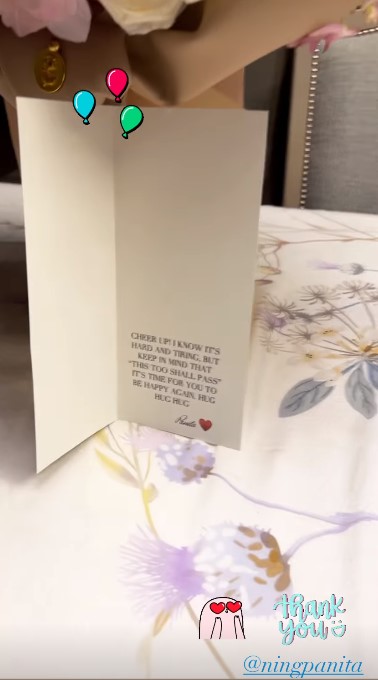 CHEER UP! I KNOW IT'S
HARD AND TIRING, BUT
KEEP IN MIND THAT
"THIS TOO SHALL PASS"
IT'S TIME FOR YOU TO
BE HAPPY AGAIN. HUG
HUG HUG
Panita
thank
you
@ningpanita